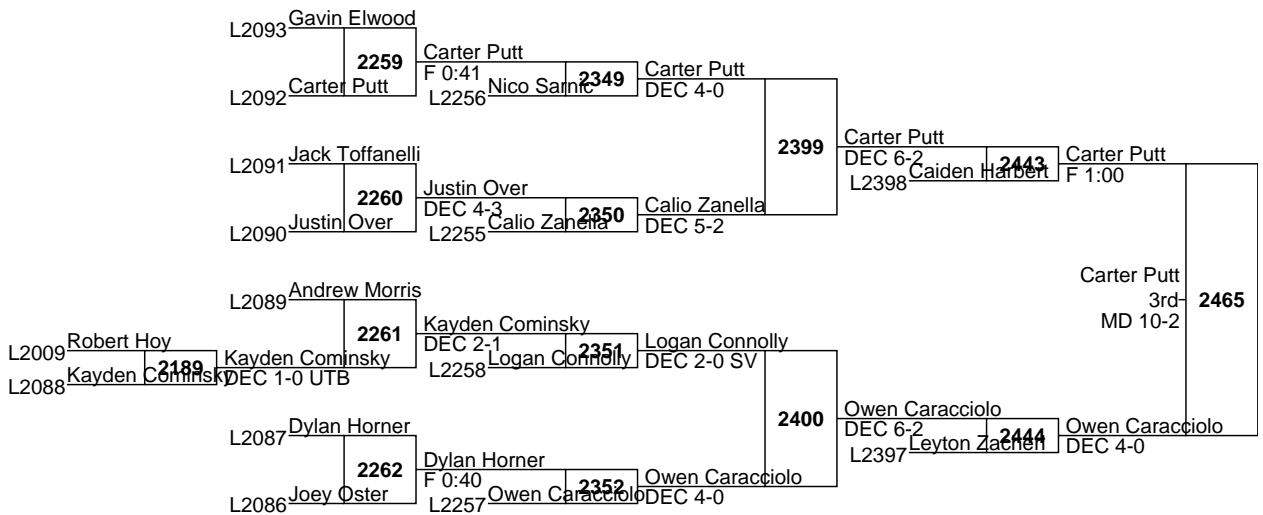 L2093 Gavin Elwood
2259
Carter Putt
F 0:41
L2092 Carter Putt
L2256 Nico Sarnic
2349
Carter Putt
DEC 4-0
L2091 Jack Toffanelli
2260
Justin Over
DEC 4-3
L2090 Justin Over
L2255 Calio Zanella
2350
Calio Zanella
DEC 5-2
2399
Carter Putt
DEC 6-2
L2398 Caiden Harbert
2443
Carter Putt
F 1:00
L2089 Andrew Morris
2261
Kayden Cominsky
DEC 2-1
L2009 Robert Hoy
2189
Kayden Cominsky
DEC 1-0 UTB
L2088 Kayden Cominsky
L2258 Logan Connolly
2351
Logan Connolly
DEC 2-0 SV
L2087 Dylan Horner
2262
Dylan Horner
F 0:40
L2086 Joey Oster
L2257 Owen Caracciolo
2352
Owen Caracciolo
DEC 4-0
2400
Owen Caracciolo
DEC 6-2
L2397 Leyton Zacherl
2444
Owen Caracciolo
DEC 4-0
Carter Putt
3rd
MD 10-2
2465